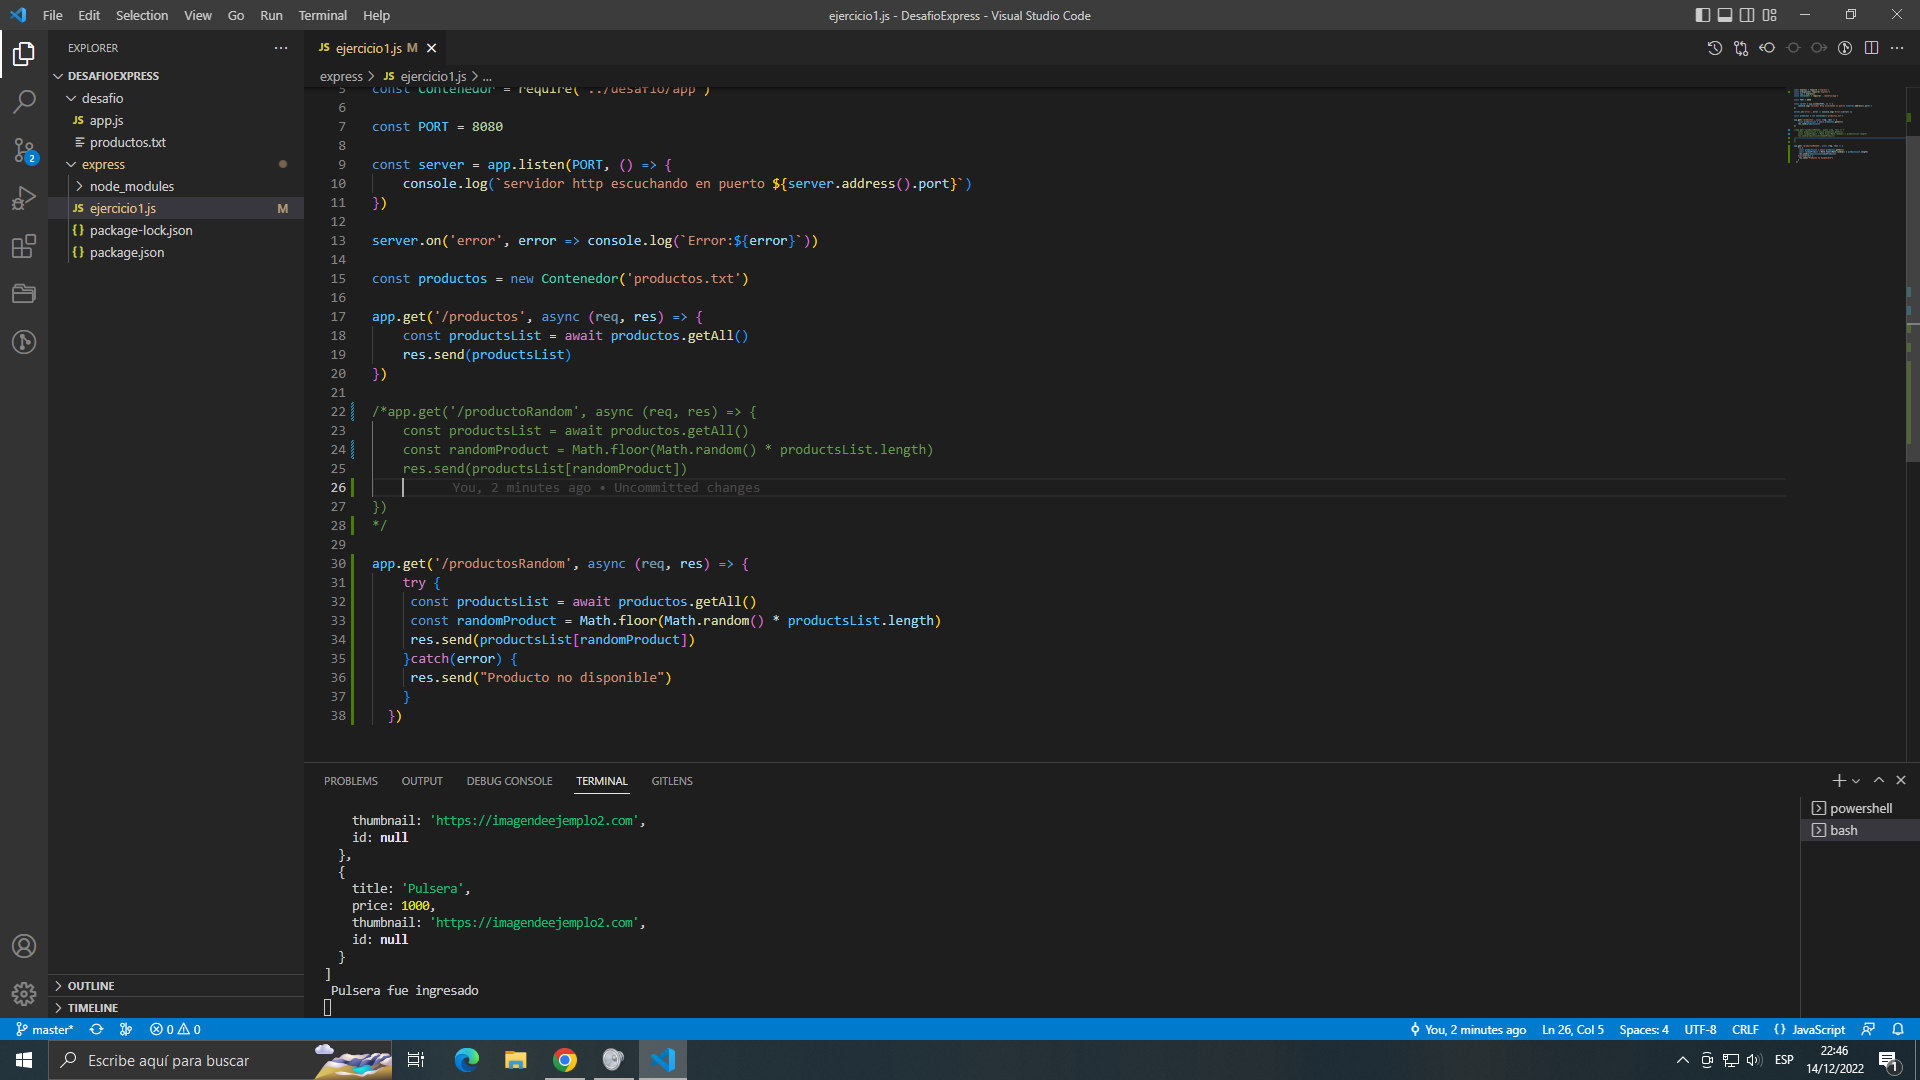 File Edit Selection View Go Run Terminal Help
ejercicio1.js - DesafioExpress - Visual Studio Code
EXPLORER
DESAFIOEXPRESS
desafio
JS app.js
productos.txt
express
node_modules
JS ejercicio1.js M
{} package-lock.json
{} package.json
OUTLINE
TIMELINE
JS ejercicio1.js M
express > JS ejercicio1.js > ...
5 const Contenedor = require('../desafio/app')
6
7 const PORT = 8080
8
9 const server = app.listen(PORT, () => {
10 console.log(`servidor http escuchando en puerto ${server.address().port}`)
11 })
12
13 server.on('error', error => console.log(`Error:${error}`))
14
15 const productos = new Contenedor('productos.txt')
16
17 app.get('/productos', async (req, res) => {
18 const productsList = await productos.getAll()
19 res.send(productsList)
20 })
21
22 /*app.get('/productoRandom', async (req, res) => {
23 const productsList = await productos.getAll()
24 const randomProduct = Math.floor(Math.random() * productsList.length)
25 res.send(productsList[randomProduct])
26 You, 2 minutes ago • Uncommitted changes
27 })
28 */
29
30 app.get('/productosRandom', async (req, res) => {
31 try {
32 const productsList = await productos.getAll()
33 const randomProduct = Math.floor(Math.random() * productsList.length)
34 res.send(productsList[randomProduct])
35 }catch(error) {
36 res.send("Producto no disponible")
37 }
38 })
PROBLEMS OUTPUT DEBUG CONSOLE TERMINAL GITLENS
thumbnail: 'https://imagendeejemplo2.com',
id: null
},
{
title: 'Pulsera',
price: 1000,
thumbnail: 'https://imagendeejemplo2.com',
id: null
}
]
Pulsera fue ingresado
powershell
bash
2
master* 0 0
You, 2 minutes ago Ln 26, Col 5 Spaces: 4 UTF-8 CRLF {} JavaScript
Escribe aquí para buscar
ESP
22:46
14/12/2022
1